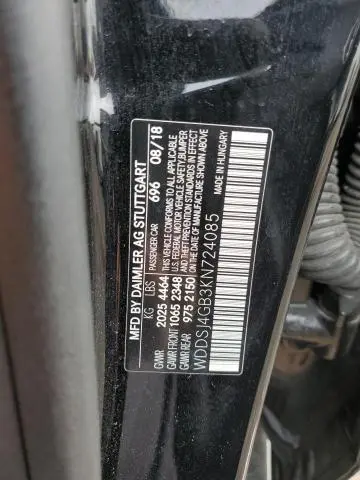 MFD BY DAIMLER AG STUTTGART
KG LBS PASSENGER CAR 696 08/18
GVWR 2025 4464 THIS VEHICLE CONFORMS TO ALL APPLICABLE
GAWR FRONT 1065 2348 U.S. FEDERAL MOTOR VEHICLE SAFETY, BUMPER
GAWR REAR 975 2150 AND THEFT PREVENTION STANDARDS IN EFFECT
ON THE DATE OF MANUFACTURE SHOWN ABOVE
WDDSJ4GB3KN724085 MADE IN HUNGARY